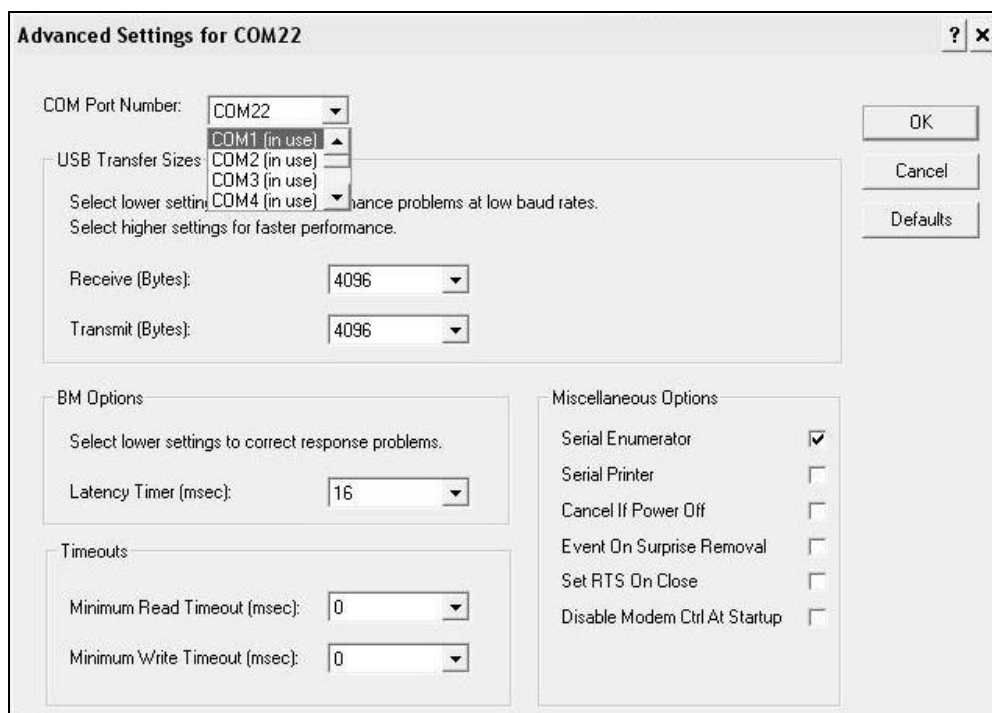 Advanced Settings for COM22
? ×
COM Port Number: COM22
COM1 (in use)
COM2 (in use)
COM3 (in use)
COM4 (in use)
OK
Cancel
Defaults
USB Transfer Sizes
Select lower settin mance problems at low baud rates.
Select higher settings for faster performance.
Receive (Bytes): 4096
Transmit (Bytes): 4096
BM Options
Select lower settings to correct response problems.
Latency Timer (msec): 16
Timeouts
Minimum Read Timeout (msec): 0
Minimum Write Timeout (msec): 0
Miscellaneous Options
Serial Enumerator
Serial Printer
Cancel If Power Off
Event On Surprise Removal
Set RTS On Close
Disable Modem Ctrl At Startup